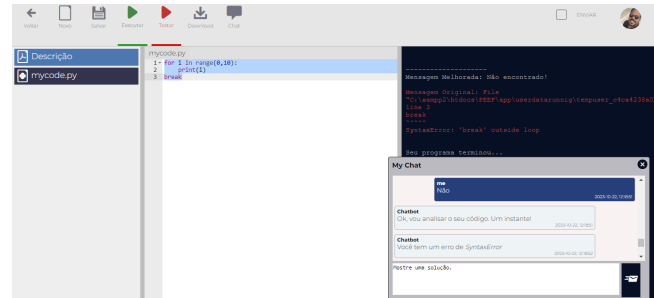 Voltar Novo Salvar Executar Testar Download Chat ENVIAR
Descrição
mycode.py
mycode.py
1 for i in range(0,10):
2 print(i)
3 break
--------------------
Mensagem Melhorada: Não encontrado!
Mensagem Original: File
line 3
break
^^^^^
SyntaxError: 'break' outside loop
Seu programa terminou...
My Chat
me
Não
Chatbot
Ok, vou analisar o seu código. Um instante!
Chatbot
Você tem um erro de SyntaxError
Mostre uma solução.